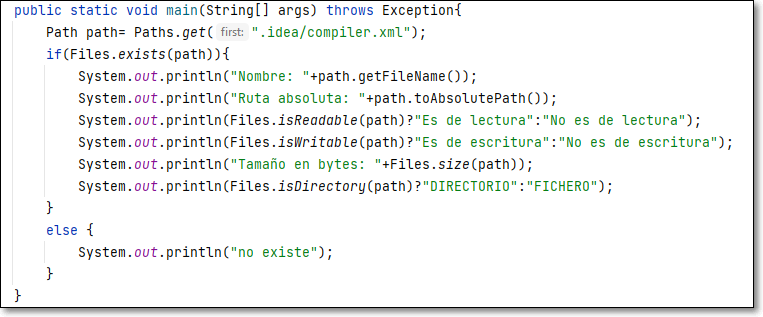 public static void main(String[] args) throws Exception{
Path path= Paths.get( first: ".idea/compiler.xml");
if(Files.exists(path)){
System.out.println("Nombre: "+path.getFileName());
System.out.println("Ruta absoluta: "+path.toAbsolutePath());
System.out.println(Files.isReadable(path)?"Es de lectura":"No es de lectura");
System.out.println(Files.isWritable(path)?"Es de escritura":"No es de escritura");
System.out.println("Tamaño en bytes: "+Files.size(path));
System.out.println(Files.isDirectory(path)?"DIRECTORIO":"FICHERO");
}
else {
System.out.println("no existe");
}
}